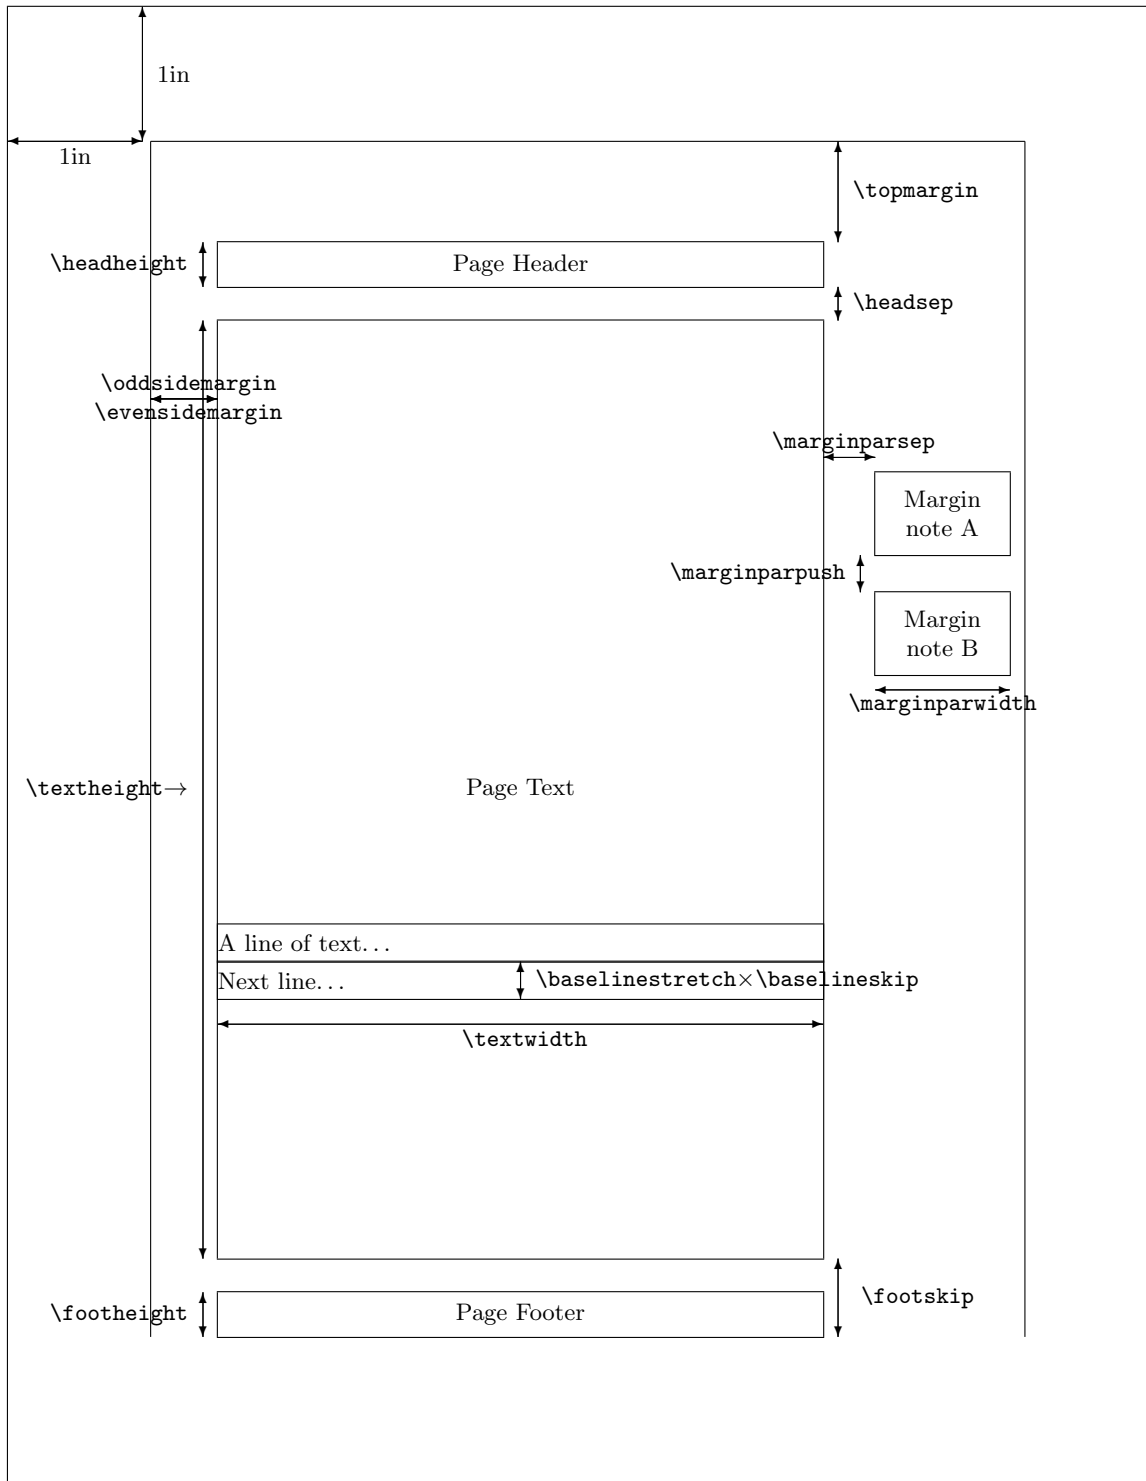 1in
1in
\topmargin
\headheight
Page Header
\headsep
\oddsidemargin
\evensidemargin
\marginparsep
Margin
note A
\marginparpush
Margin
note B
\marginparwidth
\textheight→
Page Text
A line of text...
Next line...
\baselinestretch×\baselineskip
\textwidth
\footskip
\footheight
Page Footer